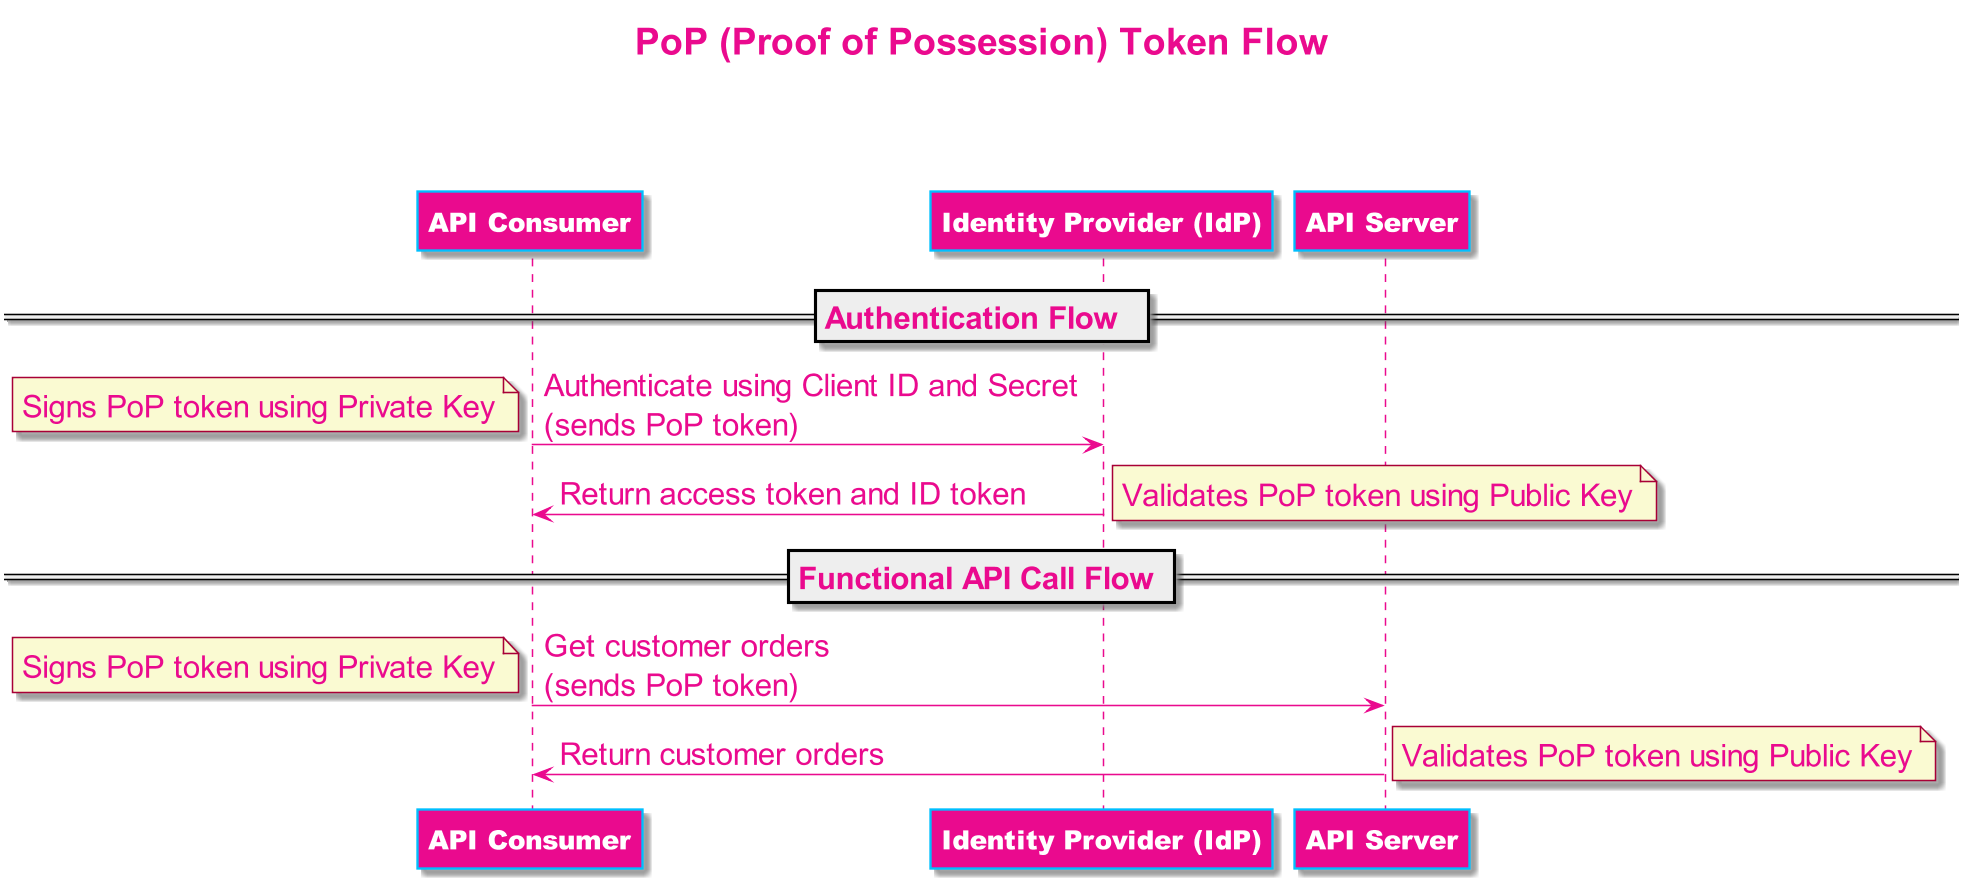 PoP (Proof of Possession) Token Flow
API Consumer
Identity Provider (IdP)
API Server
Authentication Flow
Signs PoP token using Private Key
Authenticate using Client ID and Secret
(sends PoP token)
Return access token and ID token
Validates PoP token using Public Key
Functional API Call Flow
Signs PoP token using Private Key
Get customer orders
(sends PoP token)
Return customer orders
Validates PoP token using Public Key
API Consumer
Identity Provider (IdP)
API Server